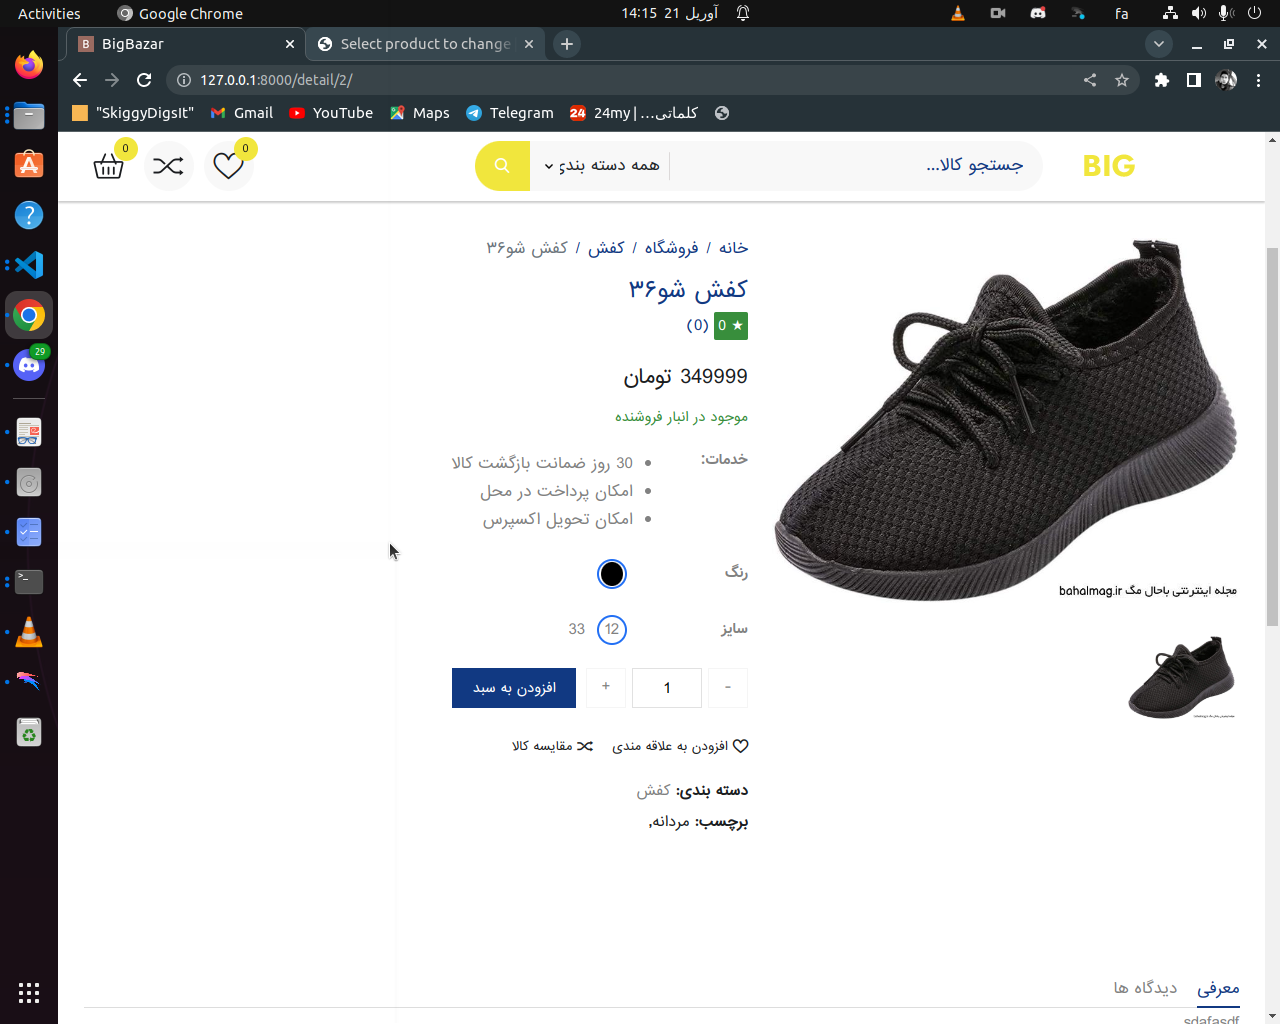 Activities
Google Chrome
14:15 21 آوریل
fa
BigBazar
Select product to change
127.0.0.1:8000/detail/2/
"SkiggyDigsIt"
Gmail
YouTube
Maps
Telegram
24my | کلماتی...
BIG
جستجو کالا...
همه دسته بندی
0
0
خانه / فروشگاه / کفش / کفش شو۳۶
کفش شو۳۶
★ 0
(0)
349999 تومان
موجود در انبار فروشنده
خدمات:
30 روز ضمانت بازگشت کالا
امکان پرداخت در محل
امکان تحویل اکسپرس
رنگ
سایز
12
33
-
1
+
افزودن به سبد
افزودن به علاقه مندی
مقایسه کالا
دسته بندی: کفش
برچسب: مردانه,
مجله اینترنتی باحال مگ bahalmag.ir
معرفی
دیدگاه ها
sdafasdf
29